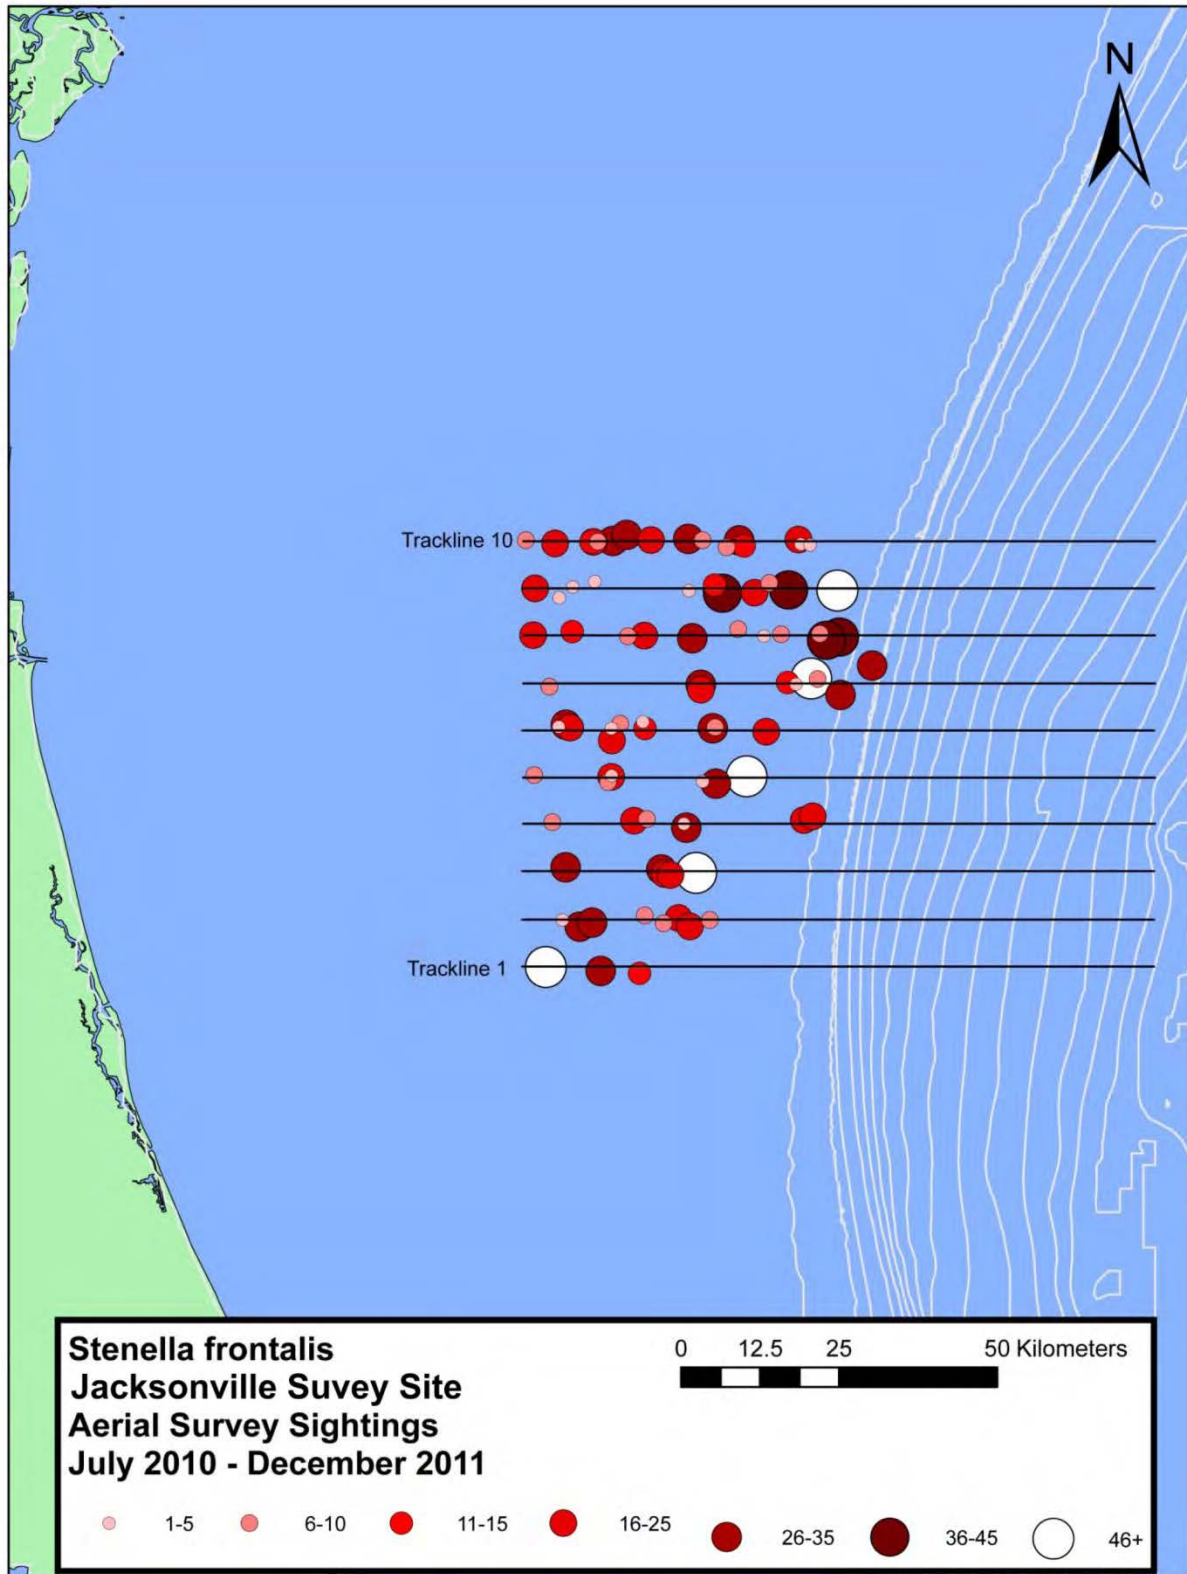 N
Trackline 10
Trackline 1
Stenella frontalis
Jacksonville Suvey Site
Aerial Survey Sightings
July 2010 - December 2011
0 12.5 25 50 Kilometers
1-5 6-10 11-15 16-25 26-35 36-45 46+